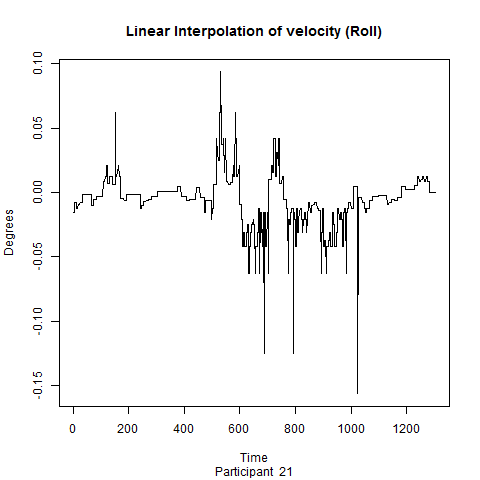 Linear Interpolation of velocity (Roll)
0.10
0.05
0.00
-0.05
-0.10
-0.15
Degrees
0 200 400 600 800 1000 1200
Time
Participant 21